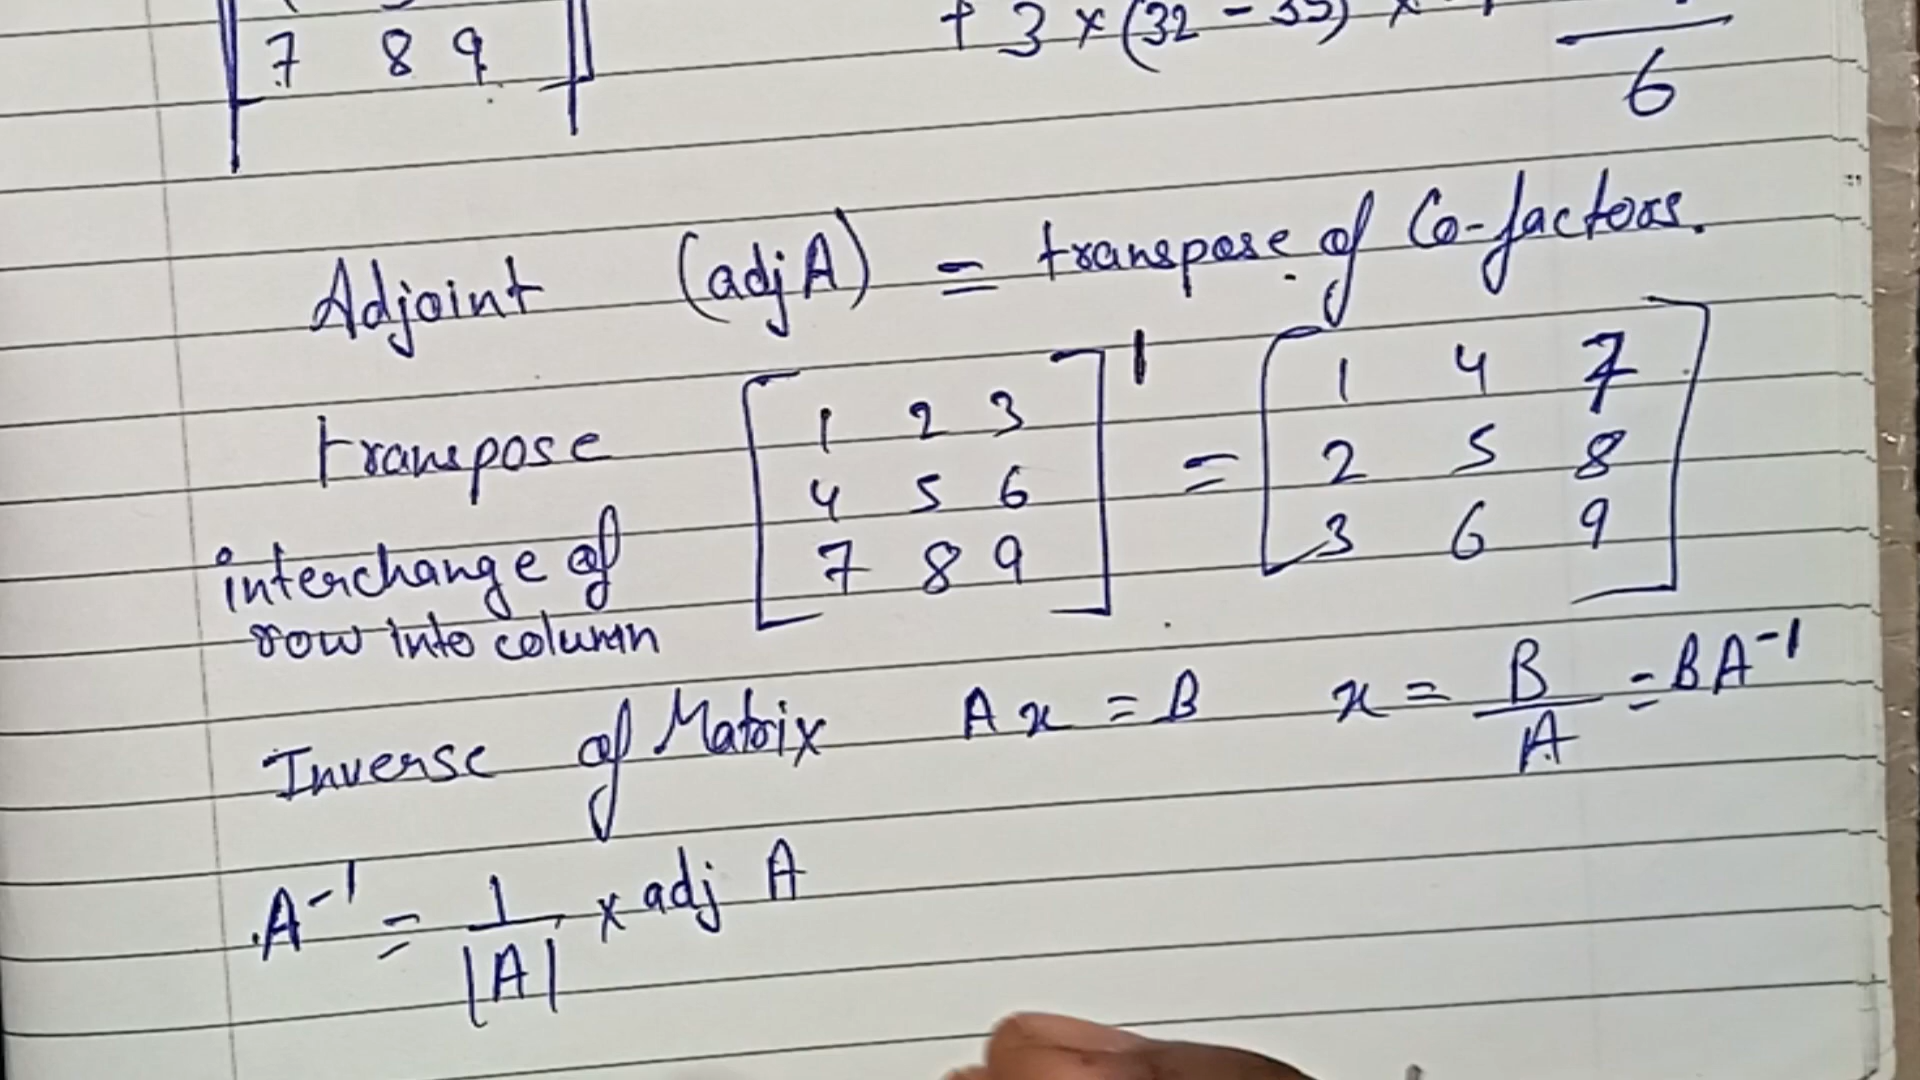 7 8 9
+ 3 × (32 - 35) ×
6
Adjoint (adj A) = transpose of Co-factors.
transpose
interchange of
row into column
[1 2 3
4 5 6
7 8 9]' = [1 4 7
2 5 8
3 6 9]
Inverse of Matrix Ax = B x = B/A = BA⁻¹
A⁻¹ = 1/|A| × adj A